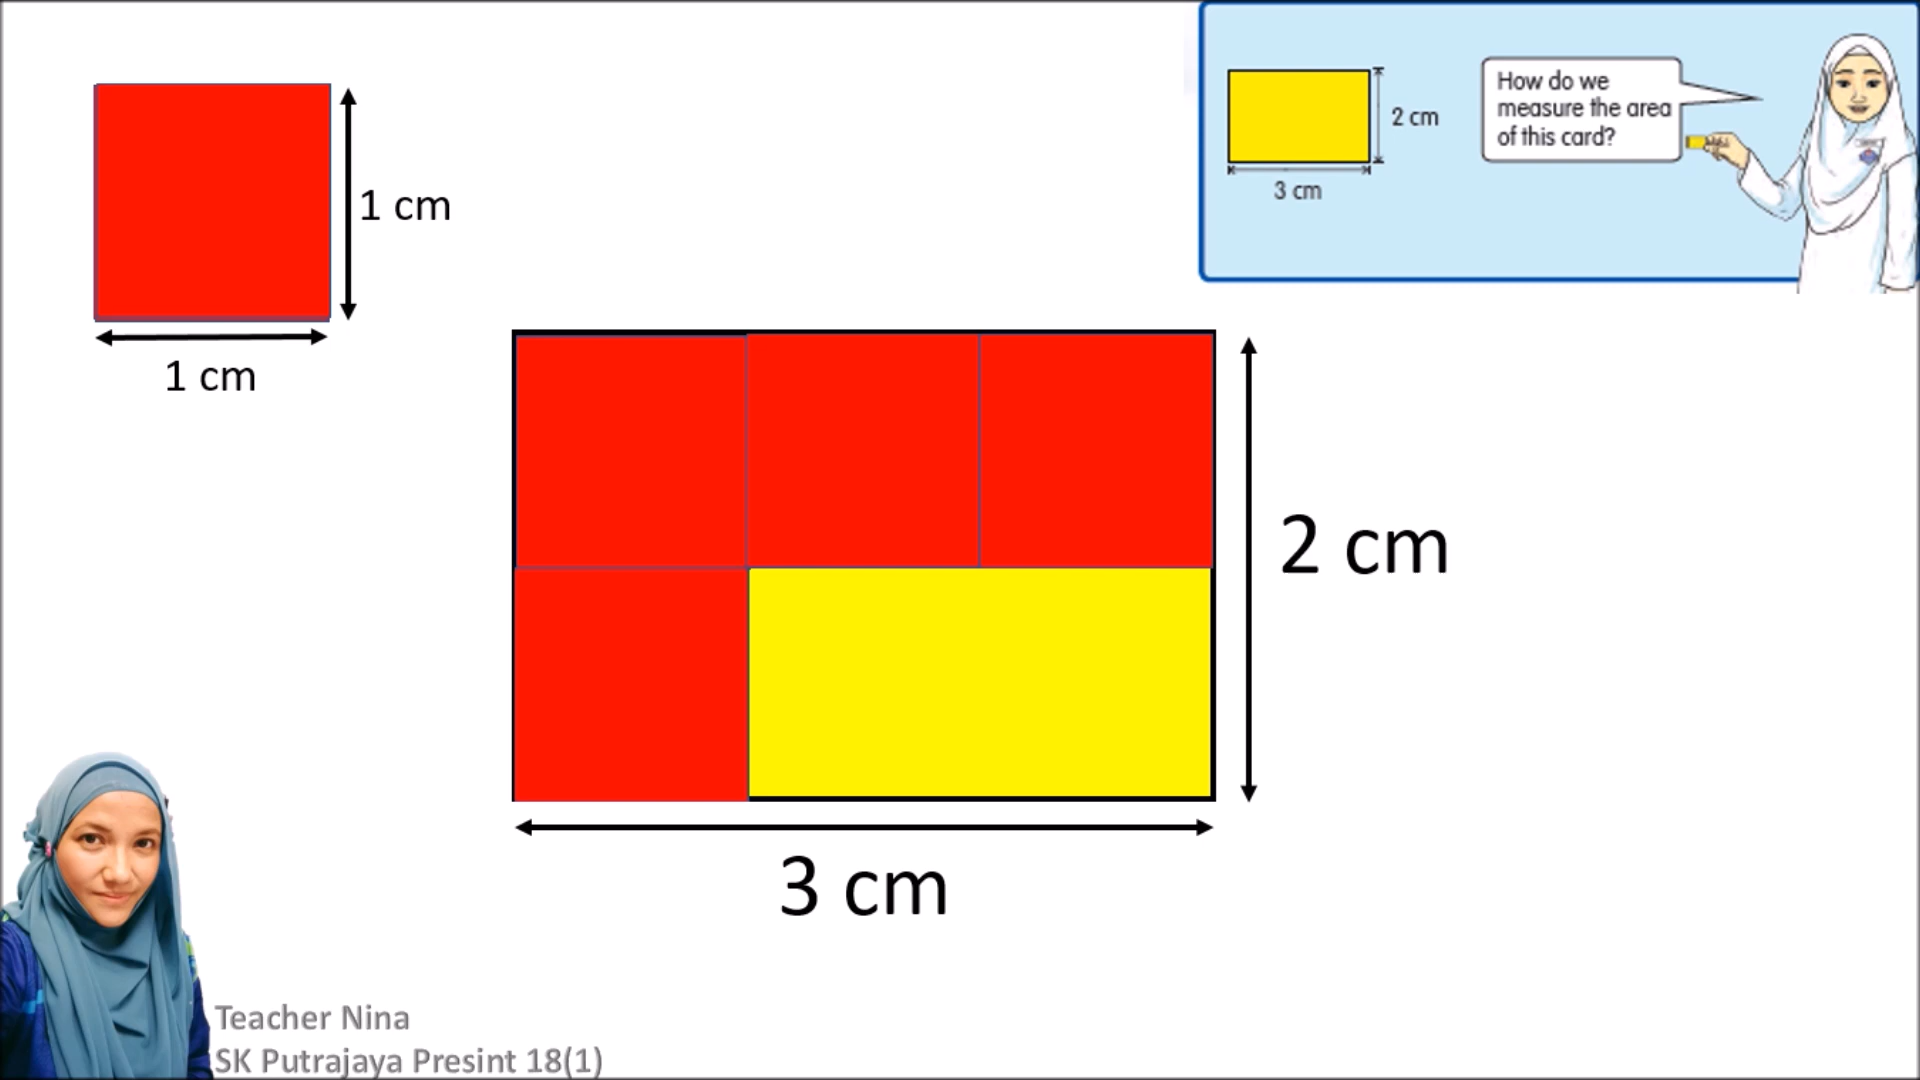 1 cm
1 cm
2 cm
3 cm
How do we
measure the area
of this card?
2 cm
3 cm
Teacher Nina
SK Putrajaya Presint 18(1)